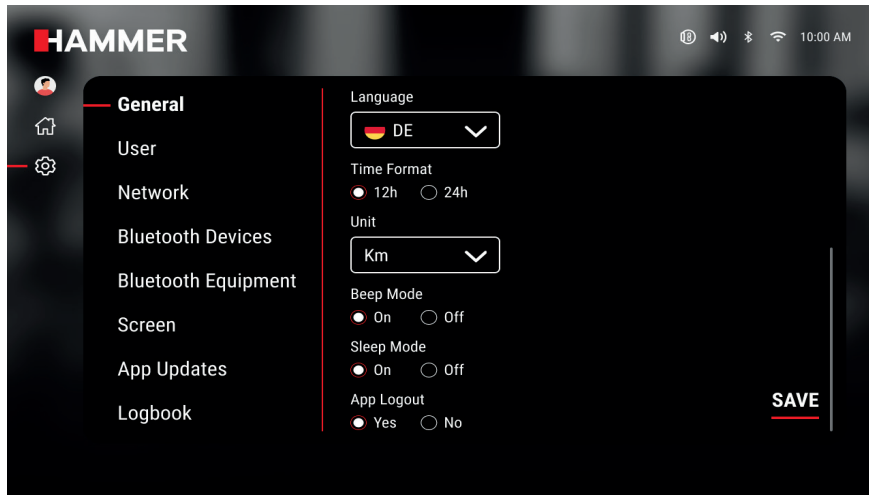 HAMMER
10:00 AM
General
User
Network
Bluetooth Devices
Bluetooth Equipment
Screen
App Updates
Logbook
Language
DE
Time Format
12h 24h
Unit
Km
Beep Mode
On Off
Sleep Mode
On Off
App Logout
Yes No
SAVE